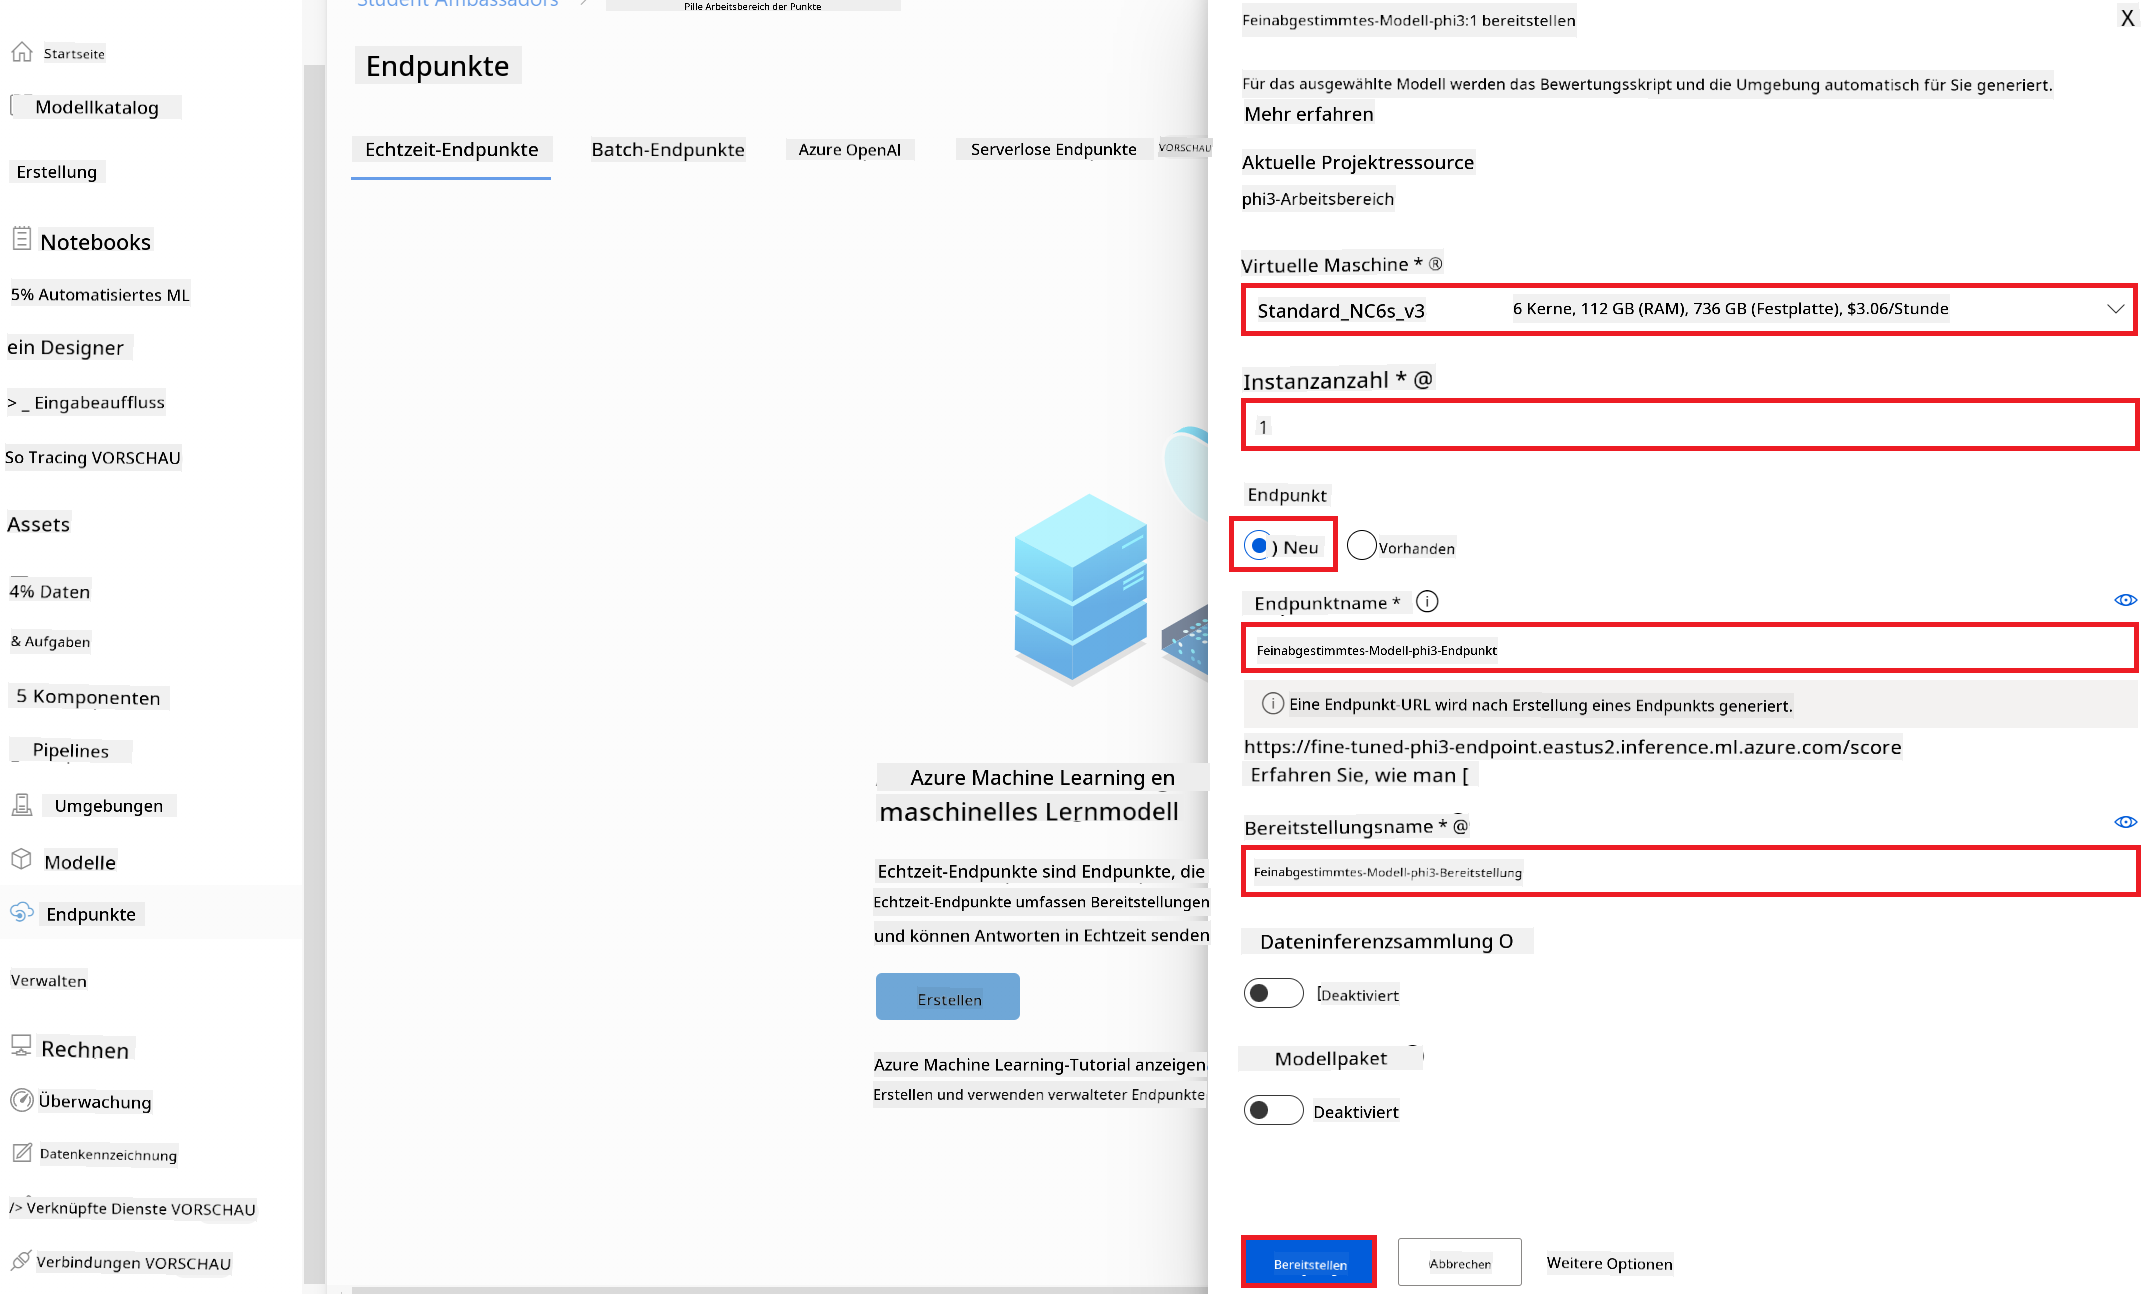 Student Ambassadors
Pille Arbeitsbereich der Punkte
Startseite
Modellkatalog
Erstellung
Notebooks
5% Automatisiertes ML
ein Designer
> _ Eingabeauffluss
So Tracing VORSCHAU
Assets
4% Daten
& Aufgaben
5 Komponenten
Pipelines
Umgebungen
Modelle
Endpunkte
Verwalten
Rechnen
Überwachung
Datenkennzeichnung
/> Verknüpfte Dienste VORSCHAU
Verbindungen VORSCHAU
Endpunkte
Echtzeit-Endpunkte
Batch-Endpunkte
Azure OpenAI
Serverlose Endpunkte
VORSCHAU
Azure Machine Learning en
maschinelles Lernmodell
Echtzeit-Endpunkte sind Endpunkte, die
Echtzeit-Endpunkte umfassen Bereitstellungen
und können Antworten in Echtzeit senden
Erstellen
Azure Machine Learning-Tutorial anzeigen
Erstellen und verwenden verwalteter Endpunkte
Feinabgestimmtes-Modell-phi3:1 bereitstellen
X
Für das ausgewählte Modell werden das Bewertungsskript und die Umgebung automatisch für Sie generiert.
Mehr erfahren
Aktuelle Projektressource
phi3-Arbeitsbereich
Virtuelle Maschine * ®
Standard_NC6s_v3 6 Kerne, 112 GB (RAM), 736 GB (Festplatte), $3.06/Stunde
Instanzanzahl * @
1
Endpunkt
) Neu
Vorhanden
Endpunktname *
Feinabgestimmtes-Modell-phi3-Endpunkt
Eine Endpunkt-URL wird nach Erstellung eines Endpunkts generiert.
https://fine-tuned-phi3-endpoint.eastus2.inference.ml.azure.com/score
Erfahren Sie, wie man [
Bereitstellungsname * @
Feinabgestimmtes-Modell-phi3-Bereitstellung
Dateninferenzsammlung O
[Deaktiviert
Modellpaket
Deaktiviert
Bereitstellen
Abbrechen
Weitere Optionen